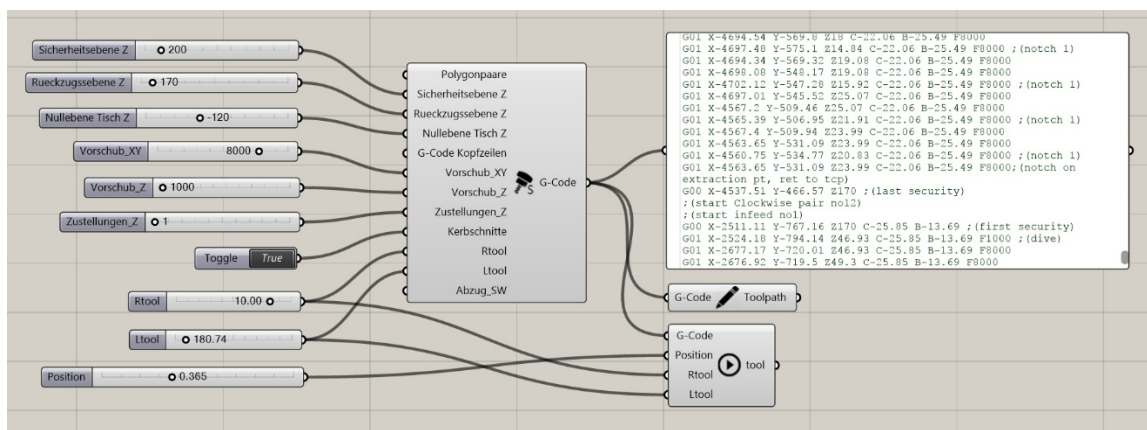 Sicherheitsebene Z 200
Rueckzugssebene Z 170
Nullebene Tisch Z -120
Vorschub_XY 8000
Vorschub_Z 1000
Zustellungen_Z 1
Toggle True
Rtool 10.00
Ltool 180.74
Position 0.365
Polygonpaare
Sicherheitsebene Z
Rueckzugssebene Z
Nullebene Tisch Z
G-Code Kopfzeilen
Vorschub_XY
Vorschub_Z
Zustellungen_Z
Kerbschnitte
Rtool
Ltool
Abzug_SW
S
G-Code
G01 X-4694.54 Y-569.8 Z18 C-22.06 B-25.49 F8000
G01 X-4697.48 Y-575.1 Z14.84 C-22.06 B-25.49 F8000 ;(notch 1)
G01 X-4694.34 Y-569.32 Z19.08 C-22.06 B-25.49 F8000
G01 X-4698.08 Y-548.17 Z19.08 C-22.06 B-25.49 F8000
G01 X-4702.12 Y-547.28 Z15.92 C-22.06 B-25.49 F8000 ;(notch 1)
G01 X-4697.01 Y-545.52 Z25.07 C-22.06 B-25.49 F8000
G01 X-4567.2 Y-509.46 Z25.07 C-22.06 B-25.49 F8000
G01 X-4565.39 Y-506.95 Z21.91 C-22.06 B-25.49 F8000 ;(notch 1)
G01 X-4567.4 Y-509.94 Z23.99 C-22.06 B-25.49 F8000
G01 X-4563.65 Y-531.09 Z23.99 C-22.06 B-25.49 F8000
G01 X-4560.75 Y-534.77 Z20.83 C-22.06 B-25.49 F8000 ;(notch 1)
G01 X-4563.65 Y-531.09 Z23.99 C-22.06 B-25.49 F8000;(notch on
extraction pt, ret to tcp)
G00 X-4537.51 Y-466.57 Z170 ;(last security)
;(start Clockwise pair no12)
;(start infeed no1)
G00 X-2511.11 Y-767.16 Z170 C-25.85 B-13.69 ;(first security)
G01 X-2524.18 Y-794.14 Z46.93 C-25.85 B-13.69 F1000 ;(dive)
G01 X-2677.17 Y-720.01 Z46.93 C-25.85 B-13.69 F8000
G01 X-2676.92 Y-719.5 Z49.3 C-25.85 B-13.69 F8000
G-Code Toolpath
G-Code
Position
Rtool
Ltool
tool